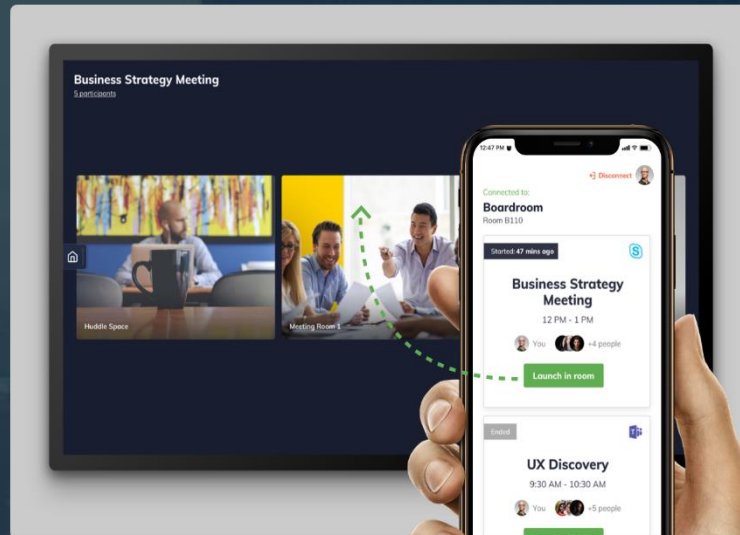 Business Strategy Meeting
5 participants
Huddle Space
Meeting Room 1
12:47 PM
Disconnect
Connected to:
Boardroom
Room B110
Started: 47 mins ago
S
Business Strategy
Meeting
12 PM - 1 PM
You +4 people
Launch in room
Ended
T
UX Discovery
9:30 AM - 10:30 AM
You +5 people